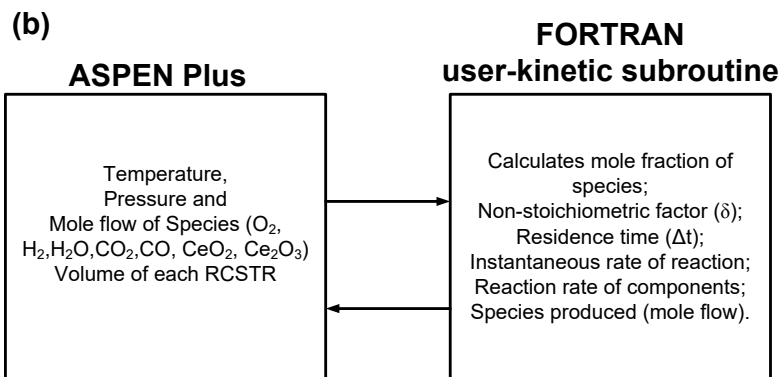 (b)
ASPEN Plus
Temperature,
Pressure and
Mole flow of Species (O₂,
H₂,H₂O,CO₂,CO, CeO₂, Ce₂O₃)
Volume of each RCSTR
FORTRAN
user-kinetic subroutine
Calculates mole fraction of
species;
Non-stoichiometric factor (δ);
Residence time (Δt);
Instantaneous rate of reaction;
Reaction rate of components;
Species produced (mole flow).